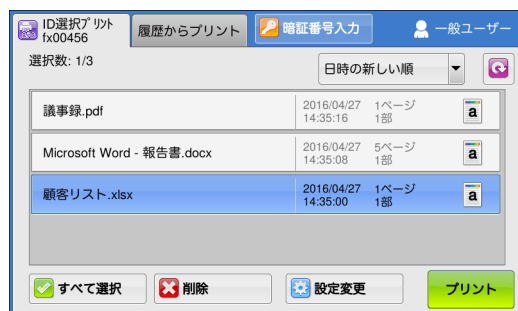 ID選択プリント
fx00456
履歴からプリント
暗証番号入力
一般ユーザー
選択数: 1/3
日時の新しい順
議事録.pdf
2016/04/27 1ページ
14:35:16 1部
a
Microsoft Word - 報告書.docx
2016/04/27 5ページ
14:35:08 1部
a
顧客リスト.xlsx
2016/04/27 1ページ
14:35:00 1部
a
すべて選択
削除
設定変更
プリント